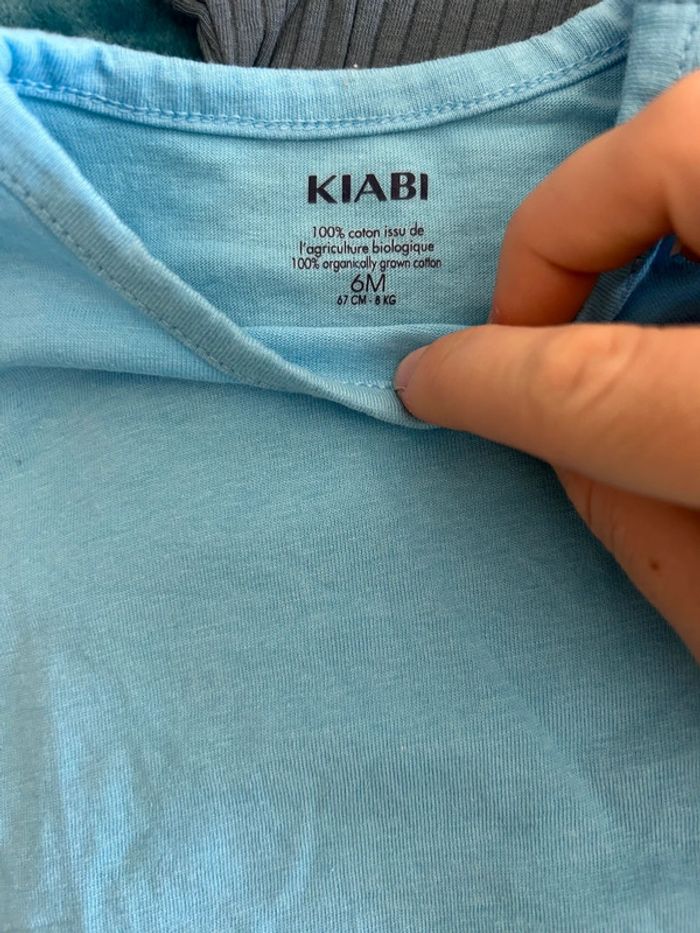 KIABI
100% coton issu de
l'agriculture biologique
100% organically grown cotton
6M
67 CM - 8 KG